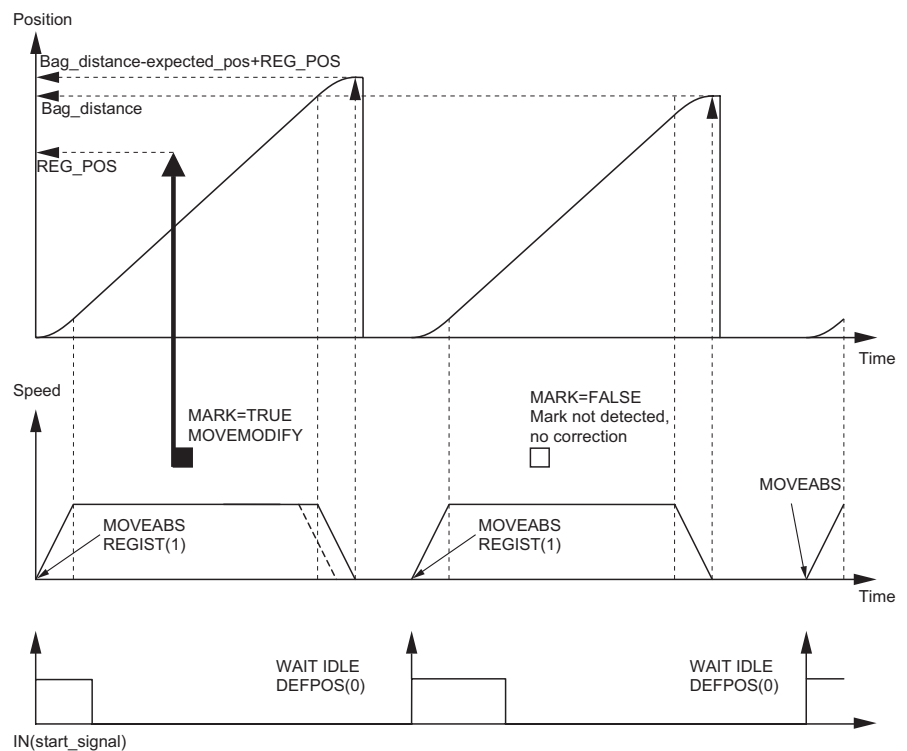 Position
Bag_distance-expected_pos+REG_POS
Bag_distance
REG_POS
Time
Speed
MARK=TRUE
MOVEMODIFY
MARK=FALSE
Mark not detected,
no correction
MOVEABS
REGIST(1)
MOVEABS
REGIST(1)
MOVEABS
Time
WAIT IDLE
DEFPOS(0)
WAIT IDLE
DEFPOS(0)
IN(start_signal)